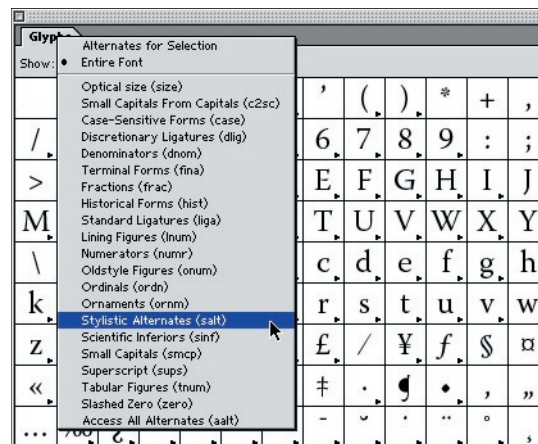 Glyphs
Show:
Alternates for Selection
• Entire Font
Optical size (size)
Small Capitals From Capitals (c2sc)
Case-Sensitive Forms (case)
Discretionary Ligatures (dlig)
Denominators (dnom)
Terminal Forms (fina)
Fractions (frac)
Historical Forms (hist)
Standard Ligatures (liga)
Lining Figures (lnum)
Numerators (numr)
Oldstyle Figures (onum)
Ordinals (ordn)
Ornaments (ornm)
Stylistic Alternates (salt)
Scientific Inferiors (sinf)
Small Capitals (smcp)
Superscript (sups)
Tabular Figures (tnum)
Slashed Zero (zero)
Access All Alternates (aalt)
' ( ) * + ,
/ 6 7 8 9 : ;
> E F G H I J
M T U V W X Y
\ c d e f g h
k r s t u v w
z £ ⁄ ¥ ƒ § ¤
« ‡ · ¶ • ‚ „
… ‰ ¿